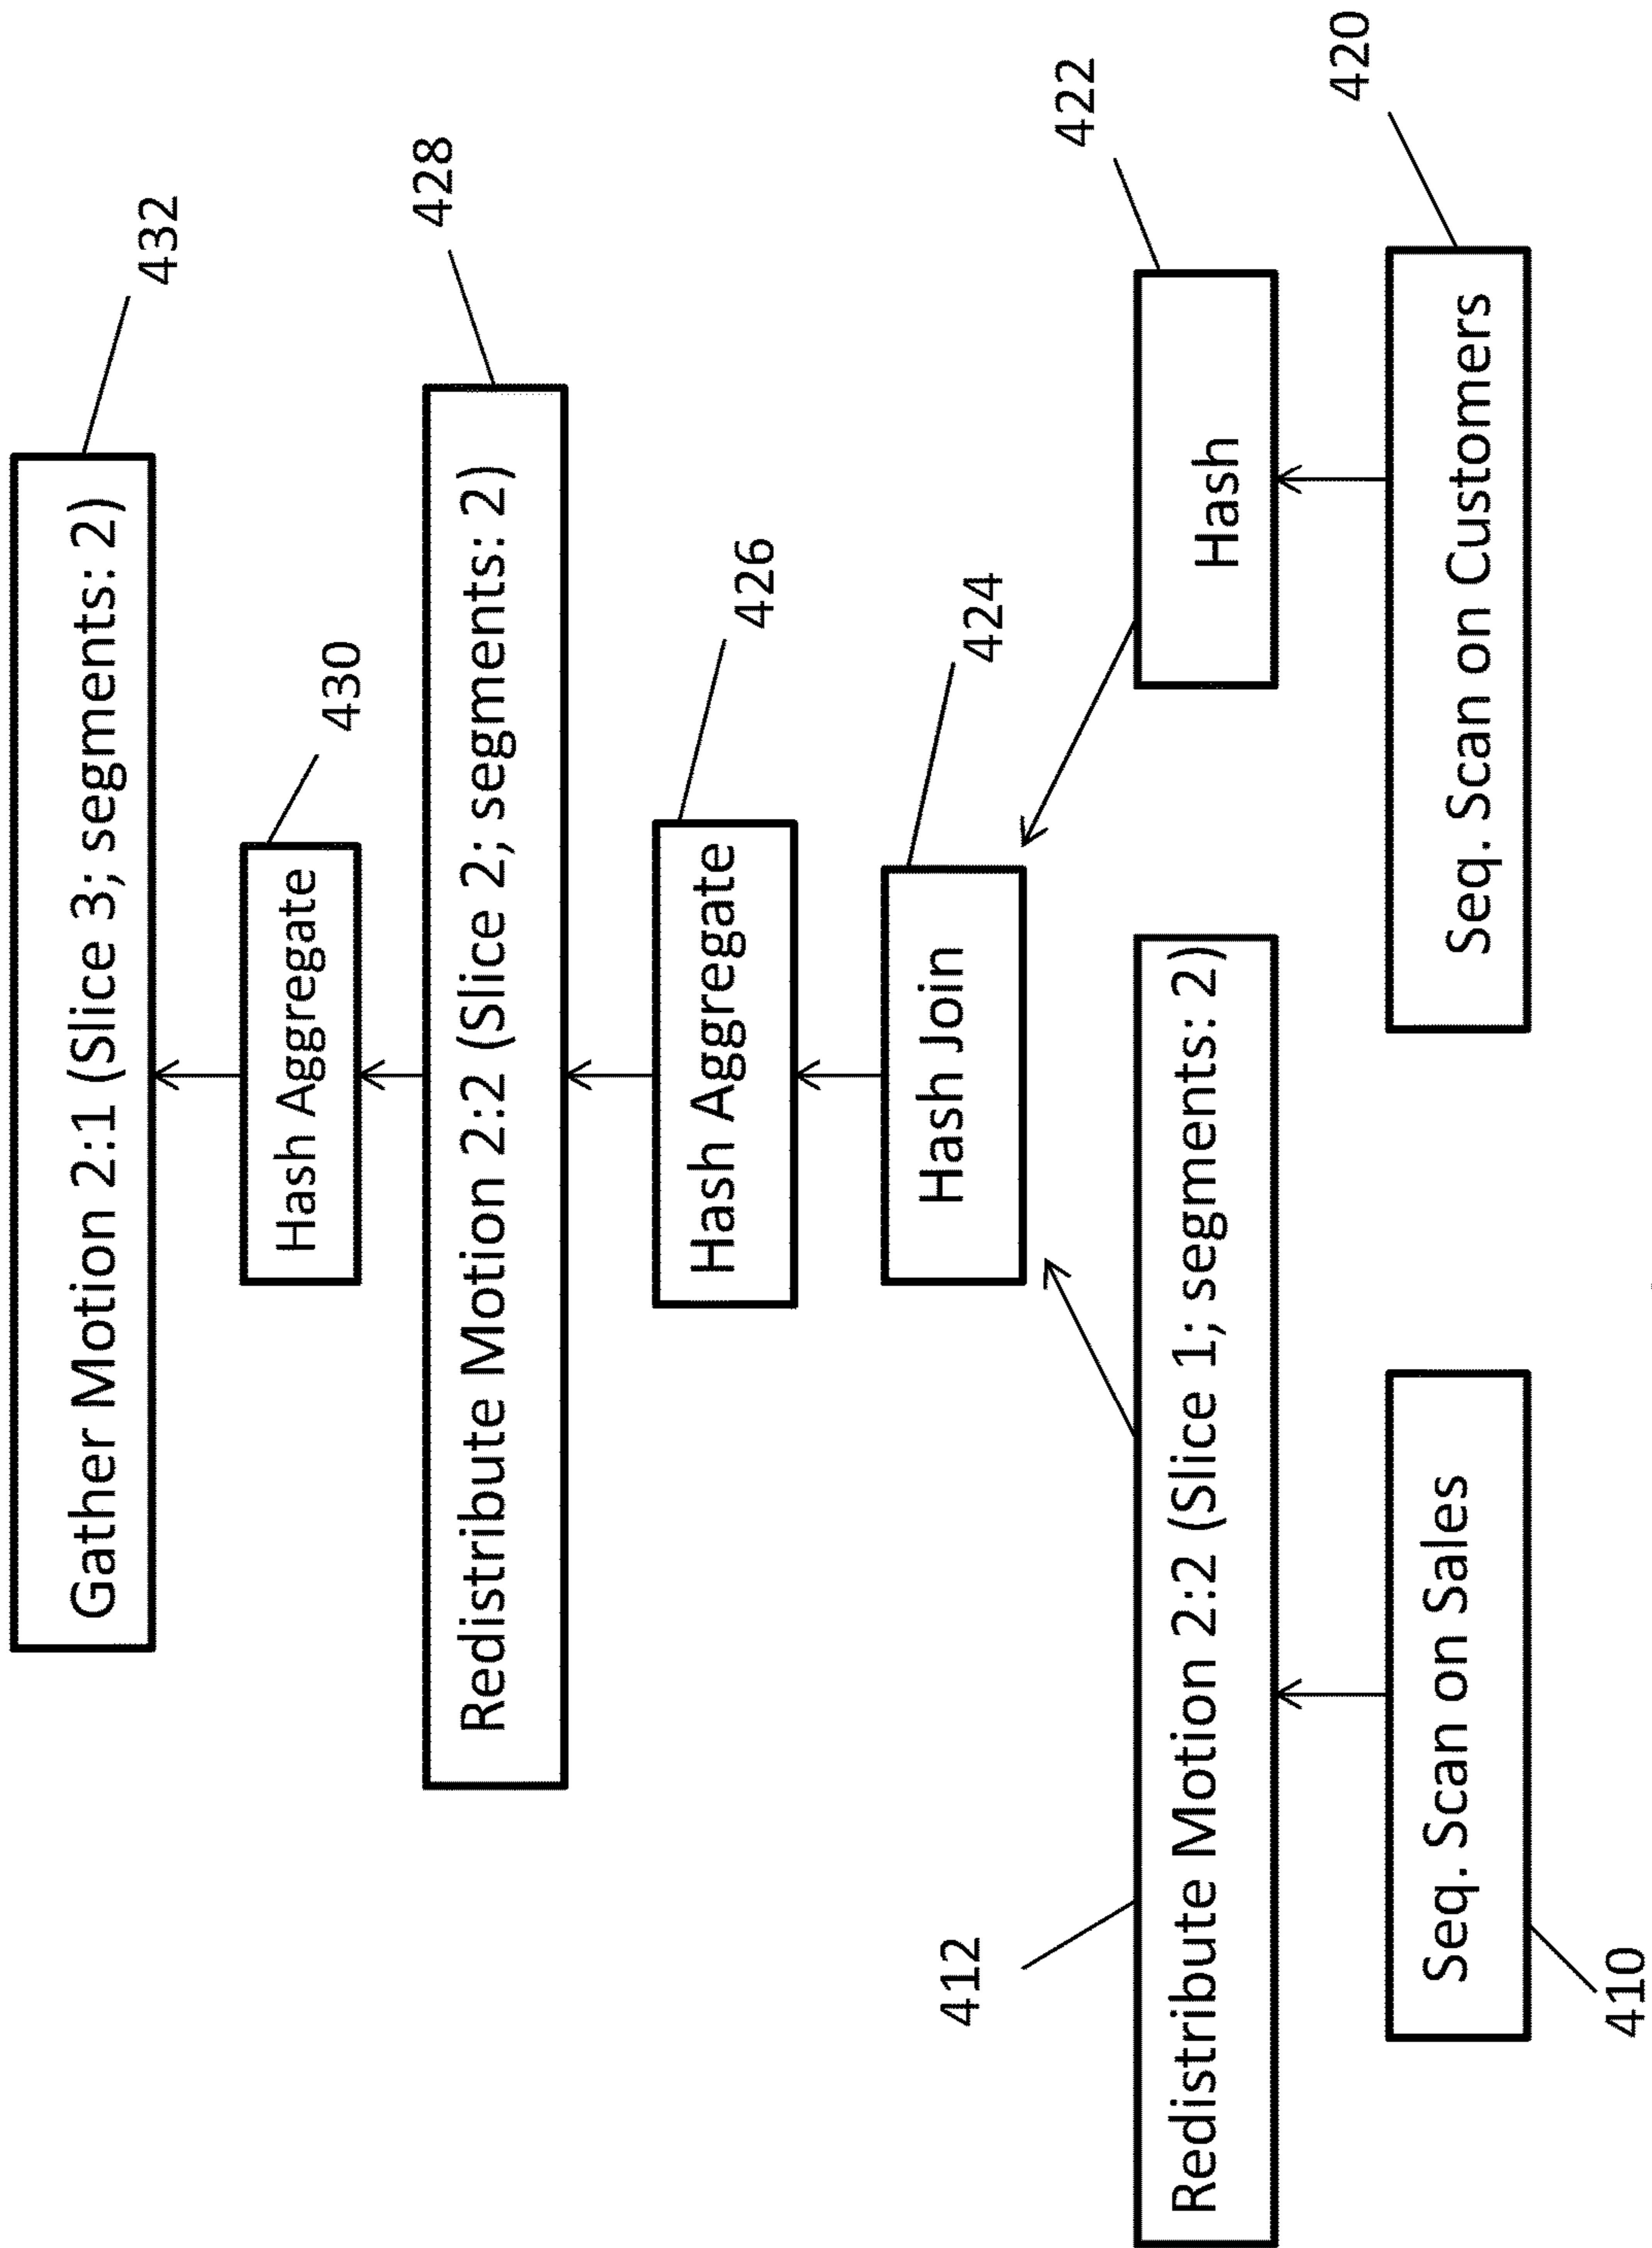 Gather Motion 2:1 (Slice 3; segments: 2)
432
Hash Aggregate
430
Redistribute Motion 2:2 (Slice 2; segments: 2)
428
Hash Aggregate
426
Hash Join
424
412
Redistribute Motion 2:2 (Slice 1; segments: 2)
Hash
422
Seq. Scan on Sales
410
Seq. Scan on Customers
420